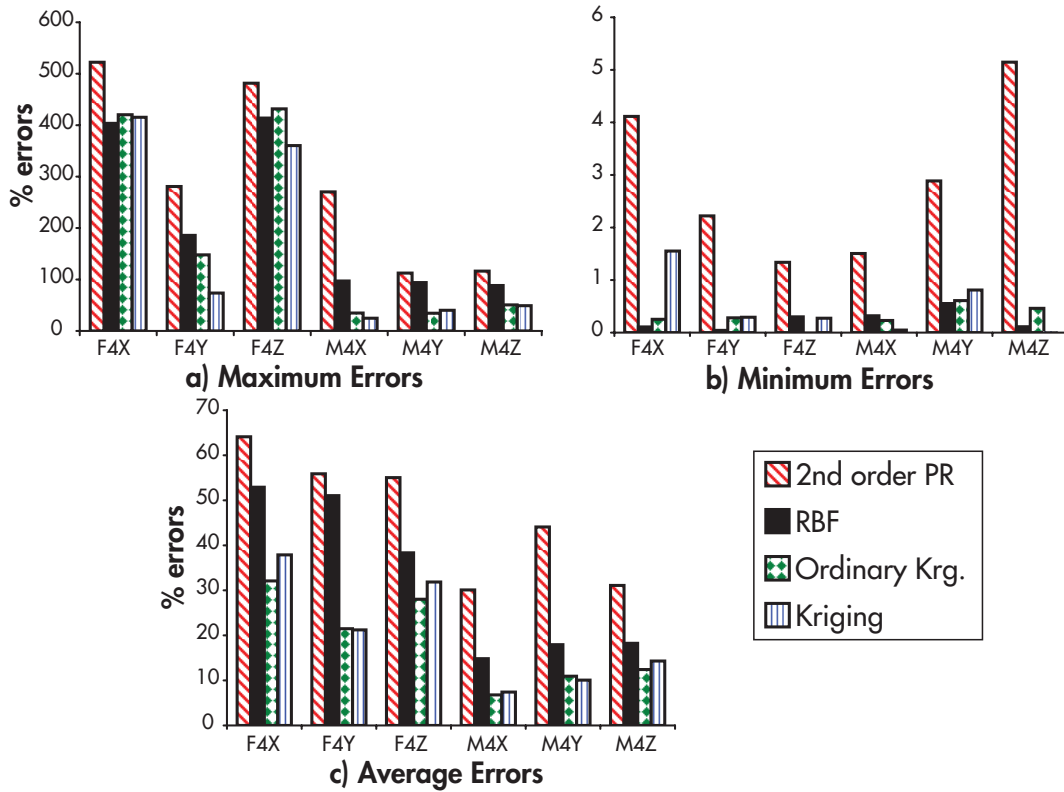 600
500
400
300
200
100
0
% errors
F4X F4Y F4Z M4X M4Y M4Z
a) Maximum Errors
6
5
4
3
2
1
0
F4X F4Y F4Z M4X M4Y M4Z
b) Minimum Errors
70
60
50
40
30
20
10
0
% errors
F4X F4Y F4Z M4X M4Y M4Z
c) Average Errors
2nd order PR
RBF
Ordinary Krg.
Kriging